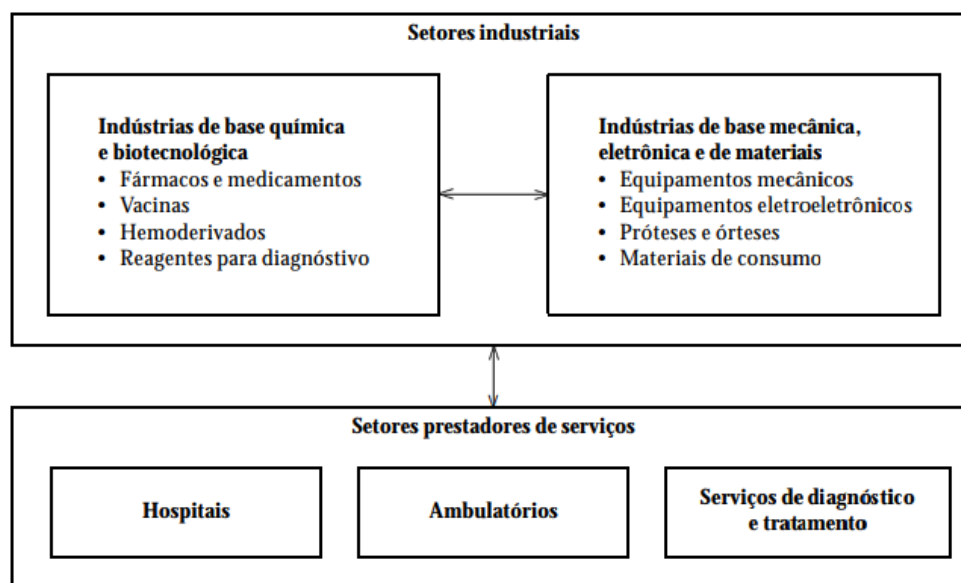 Setores industriais
Indústrias de base química
e biotecnológica
• Fármacos e medicamentos
• Vacinas
• Hemoderivados
• Reagentes para diagnóstivo
Indústrias de base mecânica,
eletrônica e de materiais
• Equipamentos mecânicos
• Equipamentos eletroeletrônicos
• Próteses e órteses
• Materiais de consumo
Setores prestadores de serviços
Hospitais
Ambulatórios
Serviços de diagnóstico
e tratamento